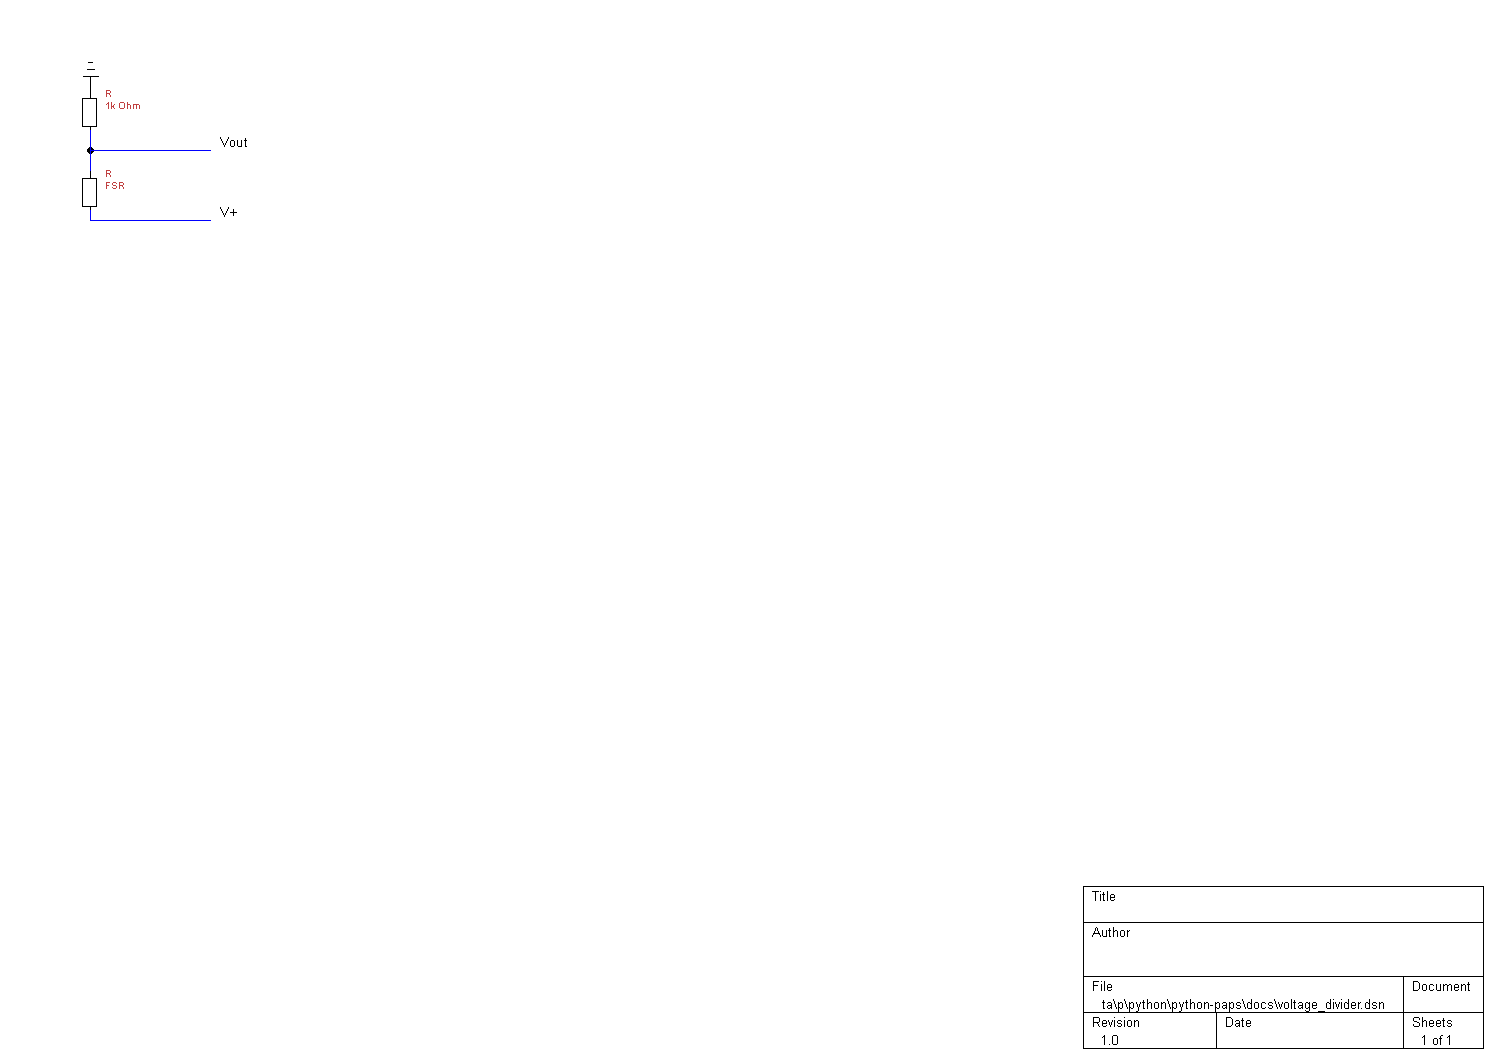 R
1k Ohm
Vout
R
FSR
V+
Title
Author
File
Document
ta\p\python\python-paps\docs\voltage_divider.dsn
Revision
Date
Sheets
1.0
1 of 1